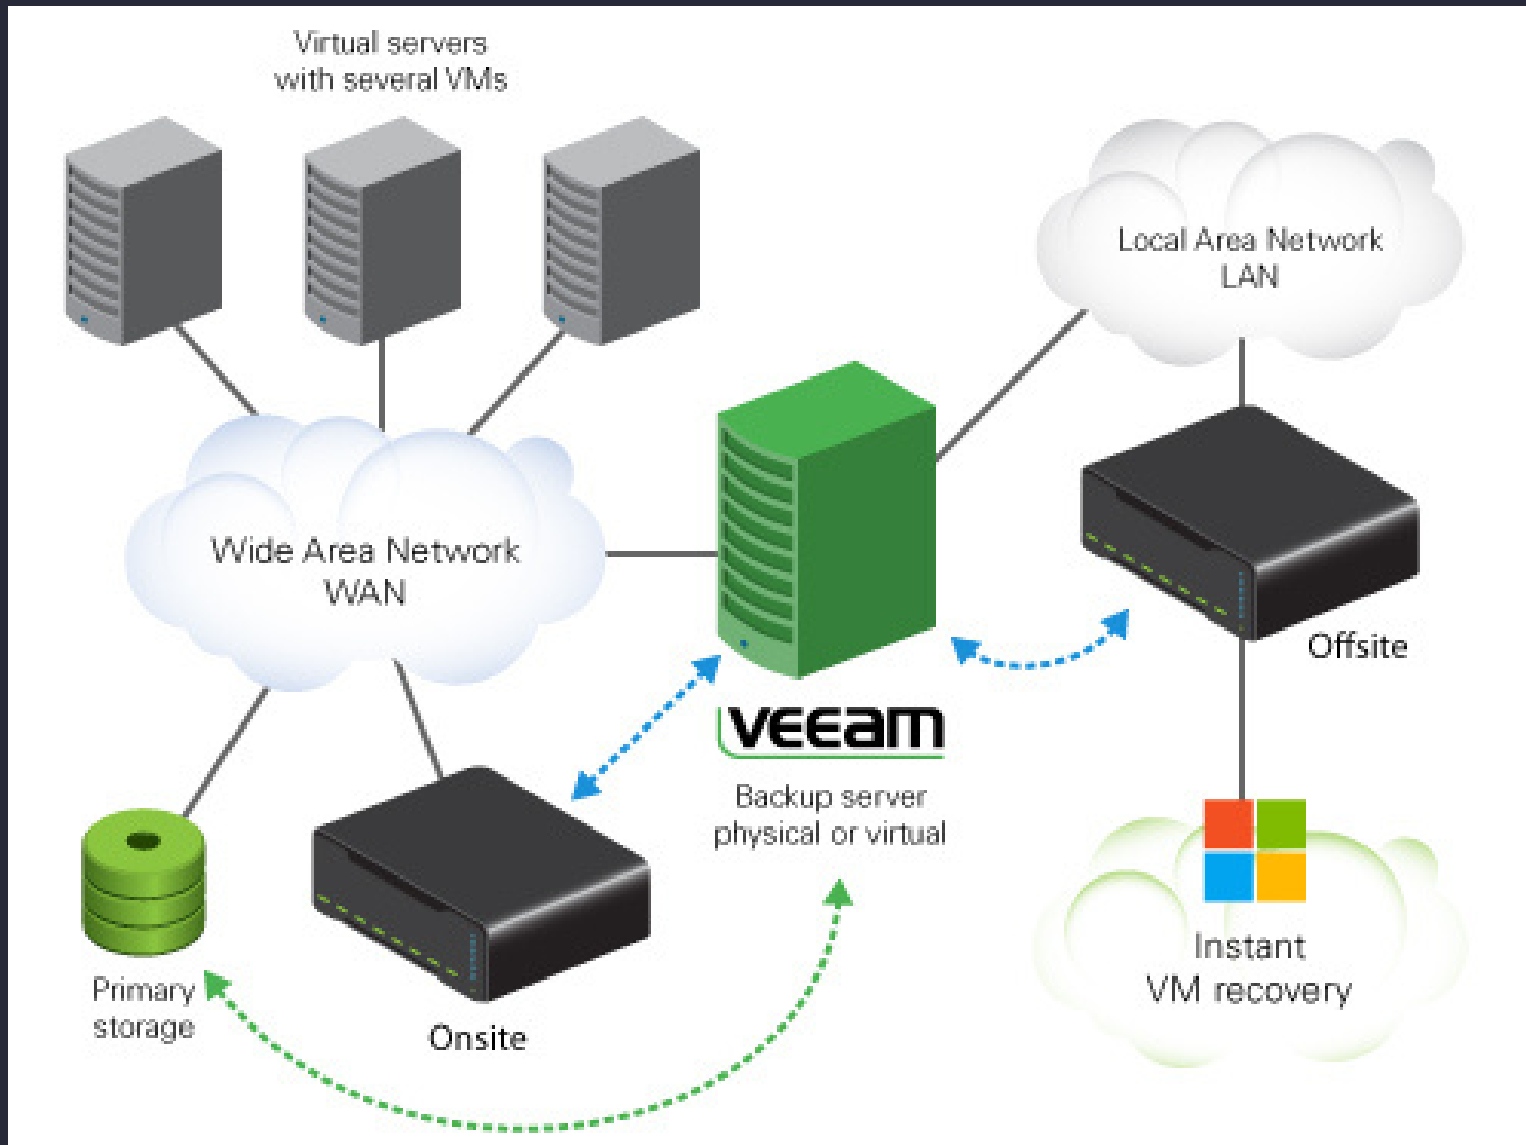 Virtual servers
with several VMs
Local Area Network
LAN
Wide Area Network
WAN
Offsite
veeam
Backup server
physical or virtual
Instant
VM recovery
Primary
storage
Onsite